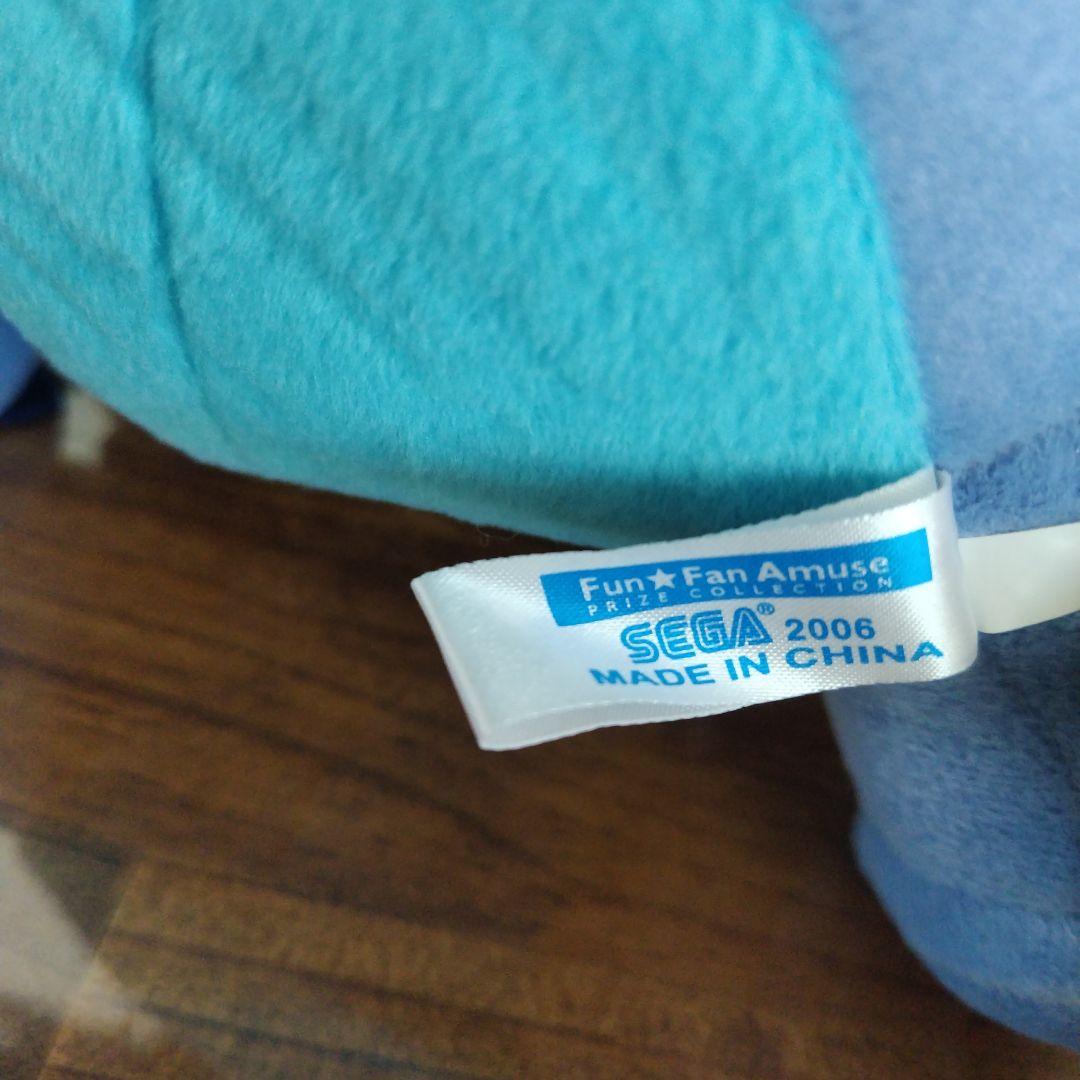 Fun★Fan Amuse
PRIZE COLLECTION
SEGA® 2006
MADE IN CHINA